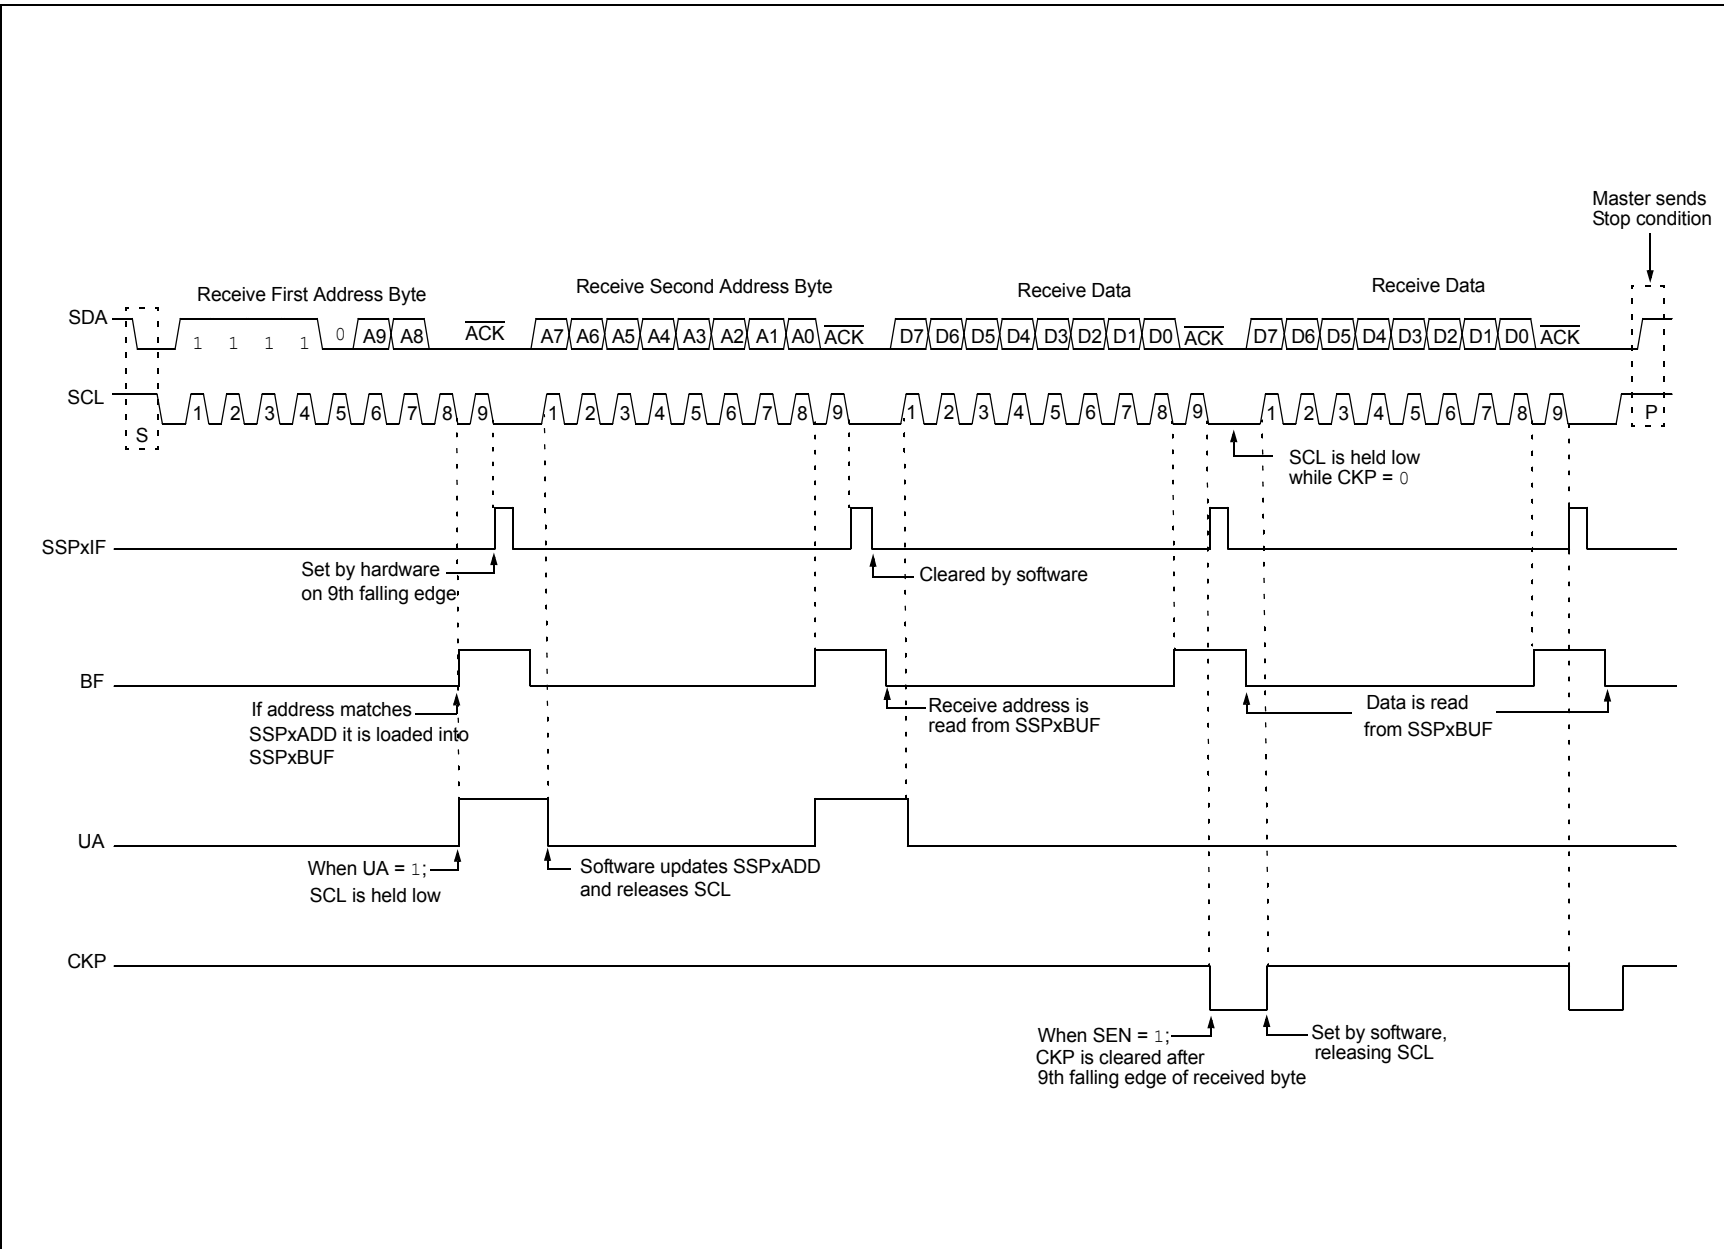 Master sends
Stop condition
Receive First Address Byte
Receive Second Address Byte
Receive Data
Receive Data
SDA
1 1 1 1 0 A9 A8 ACK A7 A6 A5 A4 A3 A2 A1 A0 ACK D7 D6 D5 D4 D3 D2 D1 D0 ACK D7 D6 D5 D4 D3 D2 D1 D0 ACK
SCL
S 1 2 3 4 5 6 7 8 9 1 2 3 4 5 6 7 8 9 1 2 3 4 5 6 7 8 9 1 2 3 4 5 6 7 8 9 P
SCL is held low
while CKP = 0
SSPxIF
Set by hardware
on 9th falling edge
Cleared by software
BF
If address matches
SSPxADD it is loaded into
SSPxBUF
Receive address is
read from SSPxBUF
Data is read
from SSPxBUF
UA
When UA = 1;
SCL is held low
Software updates SSPxADD
and releases SCL
CKP
When SEN = 1;
CKP is cleared after
9th falling edge of received byte
Set by software,
releasing SCL